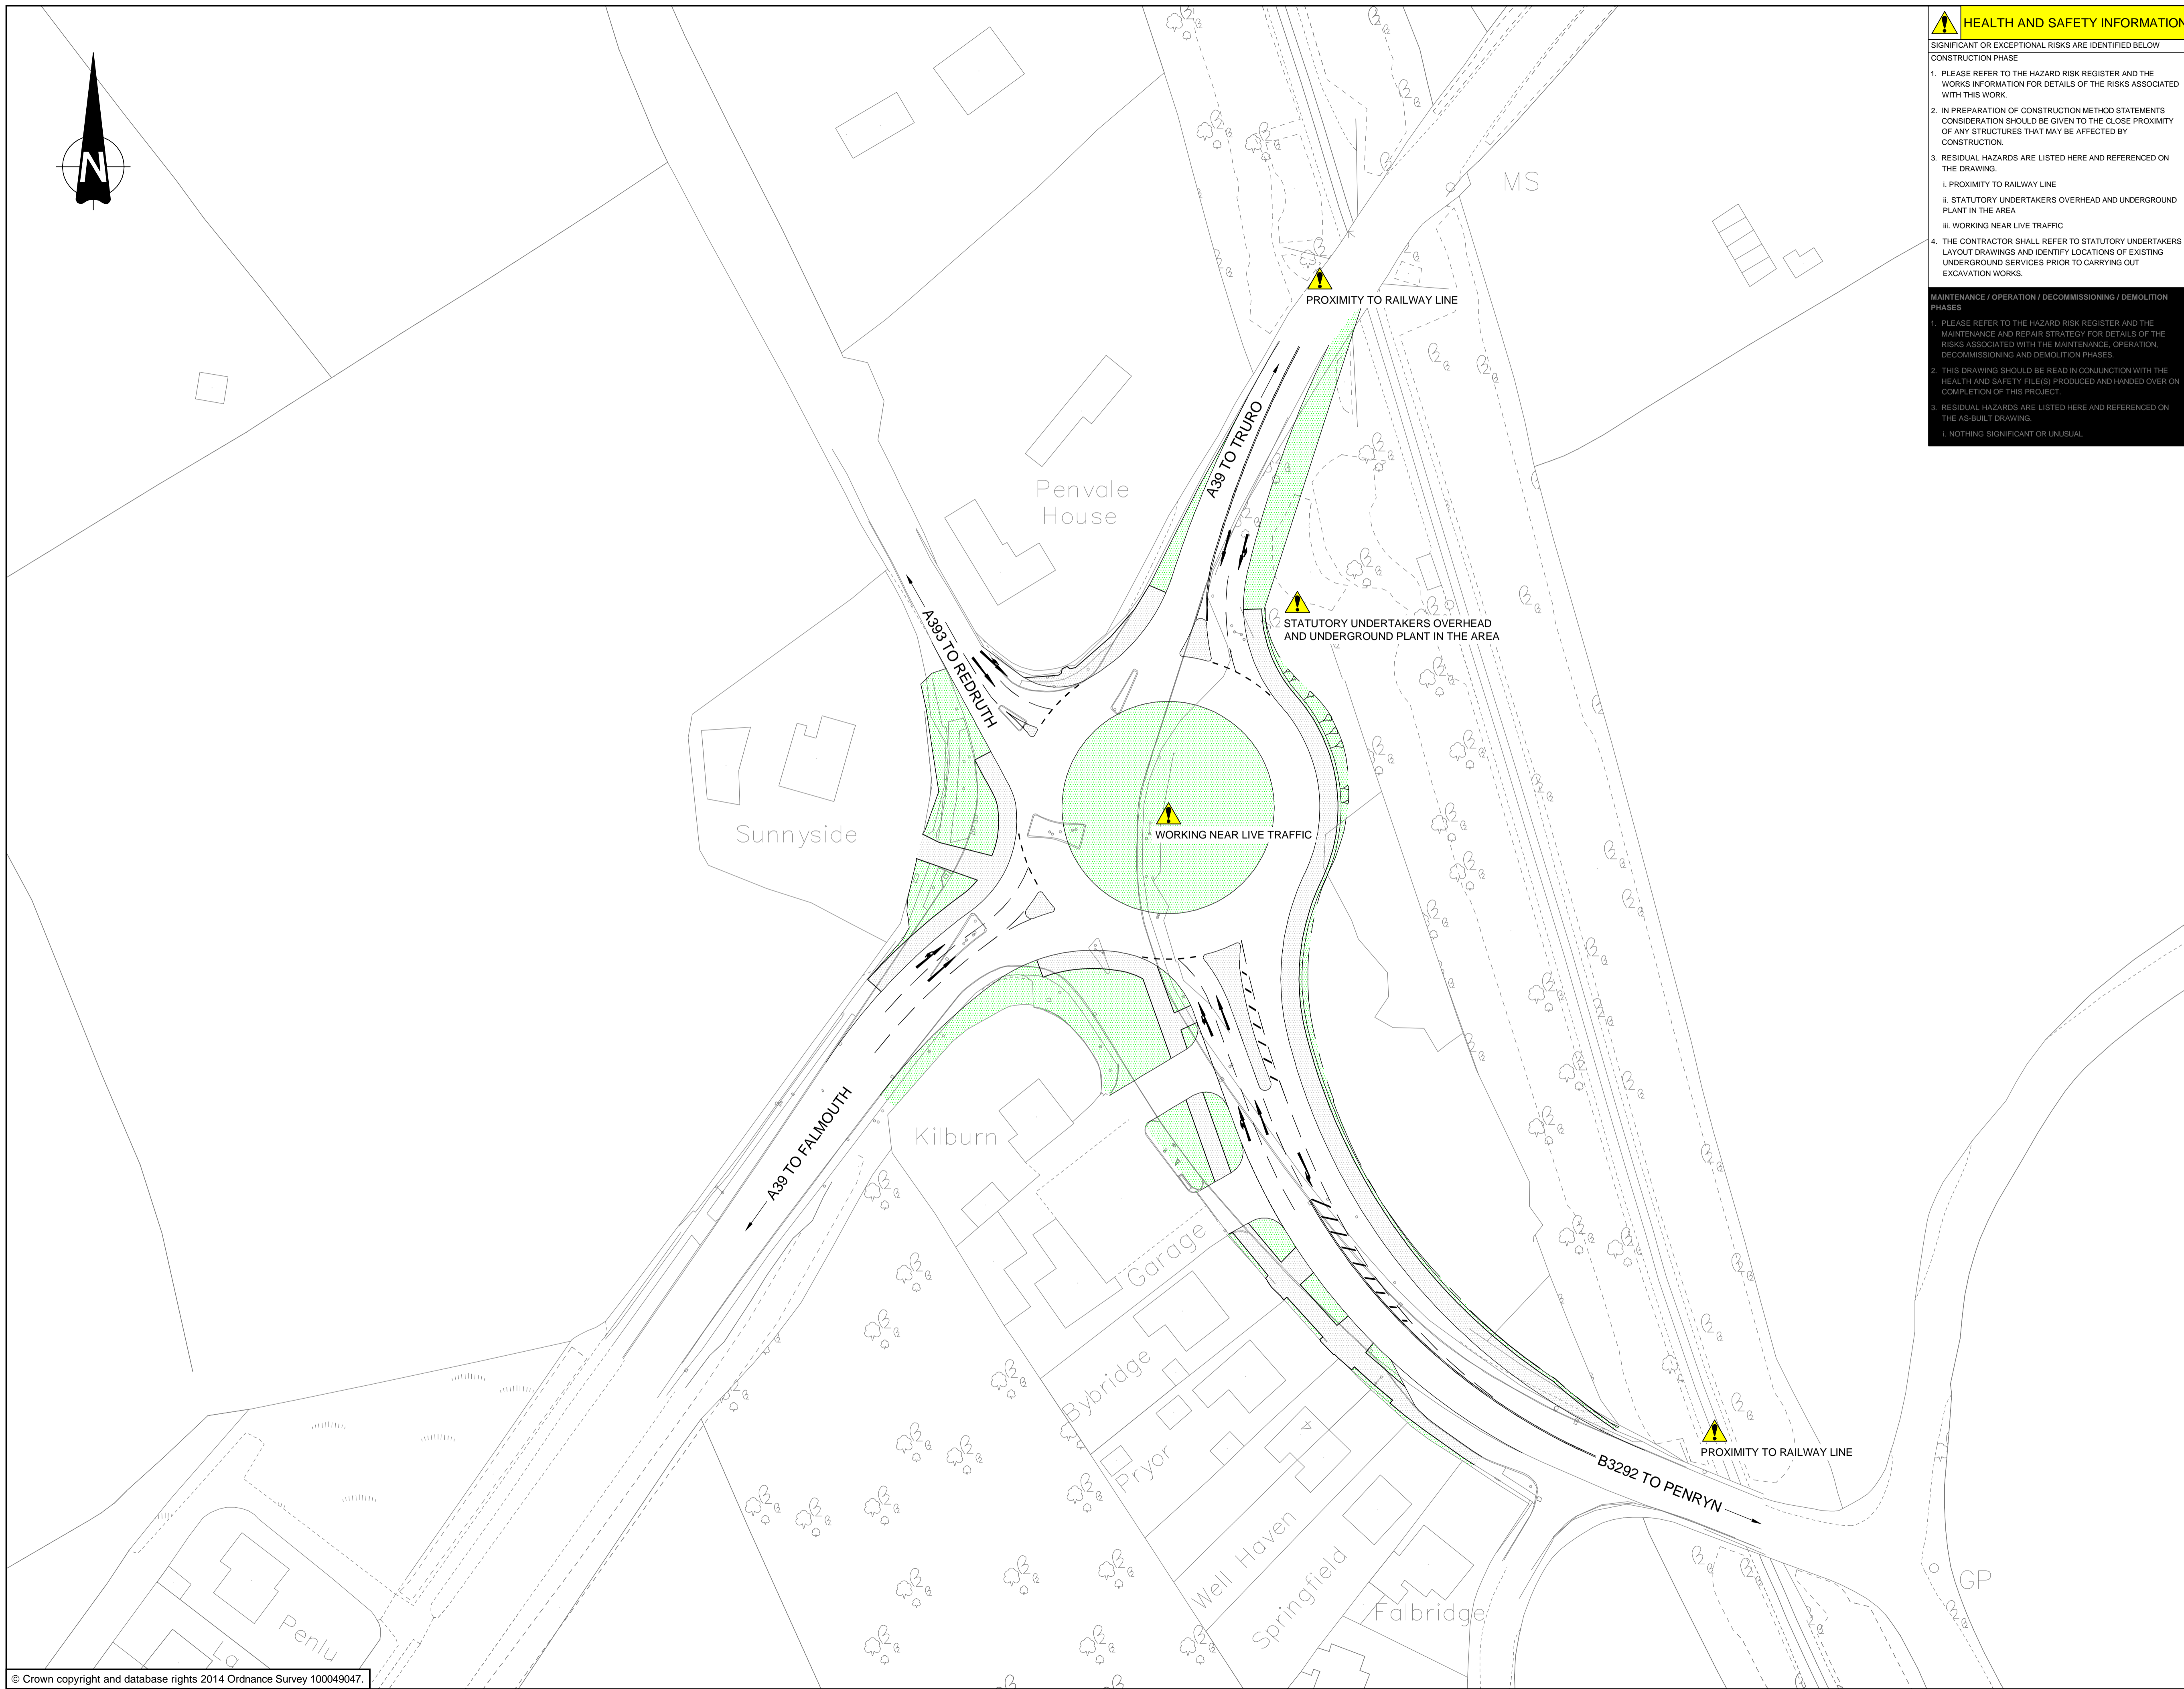 HEALTH AND SAFETY INFORMATION
SIGNIFICANT OR EXCEPTIONAL RISKS ARE IDENTIFIED BELOW
CONSTRUCTION PHASE
1. PLEASE REFER TO THE HAZARD RISK REGISTER AND THE
WORKS INFORMATION FOR DETAILS OF THE RISKS ASSOCIATED
WITH THIS WORK.
2. IN PREPARATION OF CONSTRUCTION METHOD STATEMENTS
CONSIDERATION SHOULD BE GIVEN TO THE CLOSE PROXIMITY
OF ANY STRUCTURES THAT MAY BE AFFECTED BY
CONSTRUCTION.
3. RESIDUAL HAZARDS ARE LISTED HERE AND REFERENCED ON
THE DRAWING.
i. PROXIMITY TO RAILWAY LINE
ii. STATUTORY UNDERTAKERS OVERHEAD AND UNDERGROUND
PLANT IN THE AREA
iii. WORKING NEAR LIVE TRAFFIC
4. THE CONTRACTOR SHALL REFER TO STATUTORY UNDERTAKERS
LAYOUT DRAWINGS AND IDENTIFY LOCATIONS OF EXISTING
UNDERGROUND SERVICES PRIOR TO CARRYING OUT
EXCAVATION WORKS.
MAINTENANCE / OPERATION / DECOMMISSIONING / DEMOLITION
PHASES
1. PLEASE REFER TO THE HAZARD RISK REGISTER AND THE
MAINTENANCE AND REPAIR STRATEGY FOR DETAILS OF THE
RISKS ASSOCIATED WITH THE MAINTENANCE, OPERATION,
DECOMMISSIONING AND DEMOLITION PHASES.
2. THIS DRAWING SHOULD BE READ IN CONJUNCTION WITH THE
HEALTH AND SAFETY FILE(S) PRODUCED AND HANDED OVER ON
COMPLETION OF THIS PROJECT.
3. RESIDUAL HAZARDS ARE LISTED HERE AND REFERENCED ON
THE AS-BUILT DRAWING.
i. NOTHING SIGNIFICANT OR UNUSUAL
N
MS
PROXIMITY TO RAILWAY LINE
A39 TO TRURO
Penvale
House
STATUTORY UNDERTAKERS OVERHEAD
AND UNDERGROUND PLANT IN THE AREA
A393 TO REDRUTH
Sunnyside
WORKING NEAR LIVE TRAFFIC
A39 TO FALMOUTH
Kilburn
Garage
Bybridge
Pryor
Well Haven
Springfield
Falbridge
PROXIMITY TO RAILWAY LINE
B3292 TO PENRYN
GP
Penlu
La
© Crown copyright and database rights 2014 Ordnance Survey 100049047.